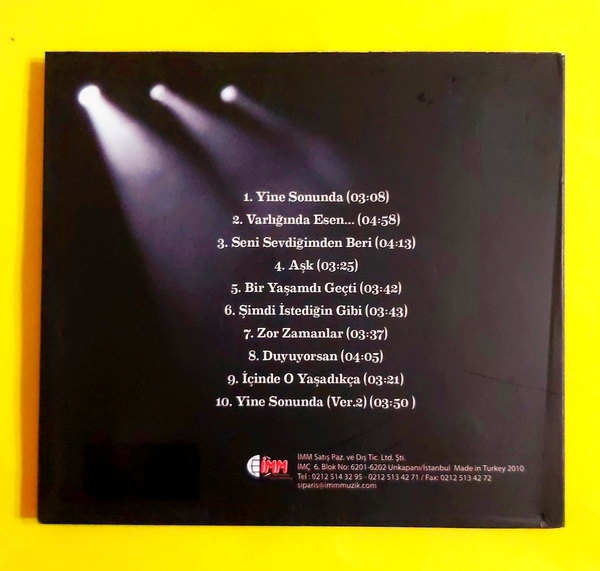 1. Yine Sonunda (03:08)
2. Varlığında Esen... (04:58)
3. Seni Sevdiğimden Beri (04:13)
4. Aşk (03:25)
5. Bir Yaşamdı Geçti (03:42)
6. Şimdi İstediğin Gibi (03:43)
7. Zor Zamanlar (03:37)
8. Duyuyorsan (04:05)
9. İçinde O Yaşadıkça (03:21)
10. Yine Sonunda (Ver.2) (03:50 )
İMM
İMM Satış Paz. ve Dış Tic. Ltd. Şti.
İMÇ 6. Blok No: 6201-6202 Unkapanı/İstanbul Made in Turkey 2010
Tel : 0212 514 32 95 - 0212 513 42 71 / Fax: 0212 513 42 72
siparis@immmuzik.com